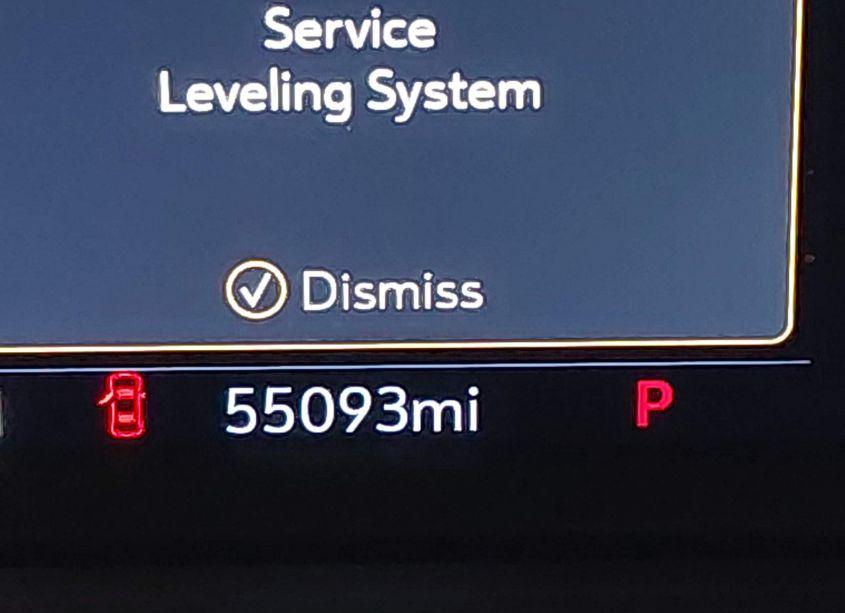 Service
Leveling System
Dismiss
55093mi P